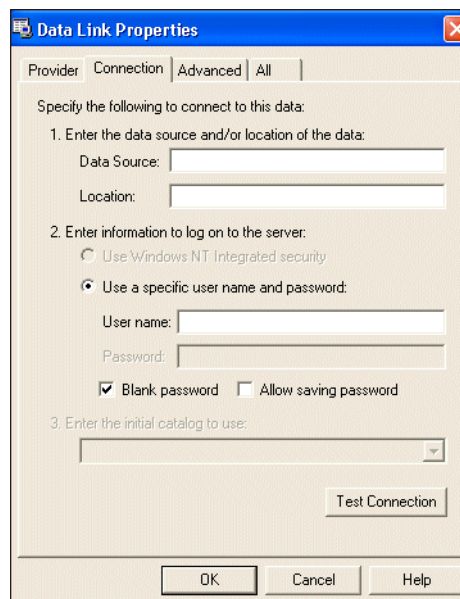 Data Link Properties
Provider Connection Advanced All
Specify the following to connect to this data:
1. Enter the data source and/or location of the data:
Data Source:
Location:
2. Enter information to log on to the server:
Use Windows NT Integrated security
Use a specific user name and password:
User name:
Password:
Blank password Allow saving password
3. Enter the initial catalog to use:
Test Connection
OK Cancel Help